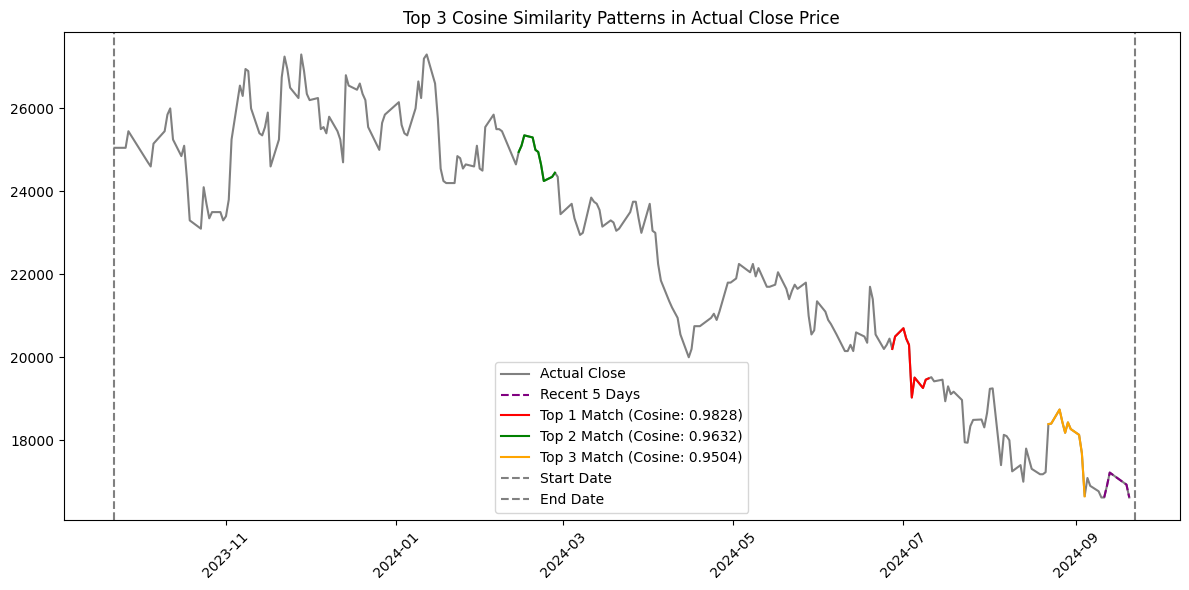 Top 3 Cosine Similarity Patterns in Actual Close Price
26000
24000
22000
20000
18000
Actual Close
Recent 5 Days
Top 1 Match (Cosine: 0.9828)
Top 2 Match (Cosine: 0.9632)
Top 3 Match (Cosine: 0.9504)
Start Date
End Date
2023-11
2024-01
2024-03
2024-05
2024-07
2024-09